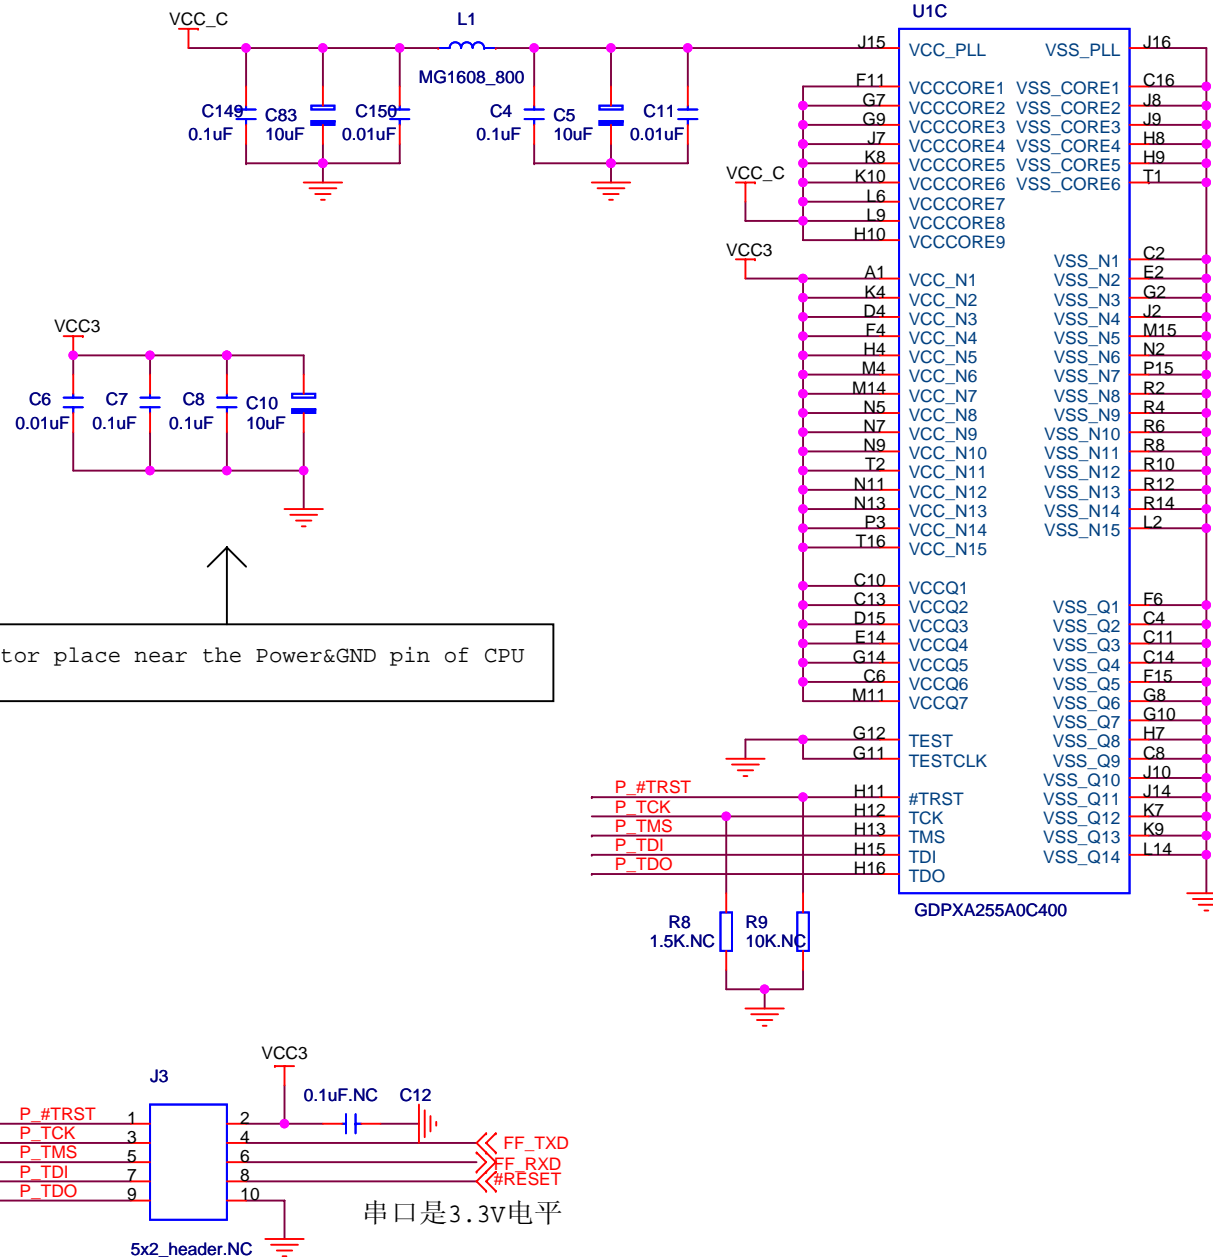 U1C
VCC_C
L1
MG1608_800
C149
0.1uF
C83
10uF
C150
0.01uF
C4
0.1uF
C5
10uF
C11
0.01uF
J15 VCC_PLL VSS_PLL J16
F11 VCCCORE1 VSS_CORE1 C16
G7 VCCCORE2 VSS_CORE2 J8
G9 VCCCORE3 VSS_CORE3 J9
J7 VCCCORE4 VSS_CORE4 H8
K8 VCCCORE5 VSS_CORE5 H9
K10 VCCCORE6 VSS_CORE6 T1
L6 VCCCORE7
L9 VCCCORE8
H10 VCCCORE9
VCC_C
VCC3
VSS_N1 C2
A1 VCC_N1 VSS_N2 E2
K4 VCC_N2 VSS_N3 G2
D4 VCC_N3 VSS_N4 J2
F4 VCC_N4 VSS_N5 M15
H4 VCC_N5 VSS_N6 N2
M4 VCC_N6 VSS_N7 P15
M14 VCC_N7 VSS_N8 R2
N5 VCC_N8 VSS_N9 R4
N7 VCC_N9 VSS_N10 R6
N9 VCC_N10 VSS_N11 R8
T2 VCC_N11 VSS_N12 R10
N11 VCC_N12 VSS_N13 R12
N13 VCC_N13 VSS_N14 R14
P3 VCC_N14 VSS_N15 L2
T16 VCC_N15
C10 VCCQ1
C13 VCCQ2 VSS_Q1 F6
D15 VCCQ3 VSS_Q2 C4
E14 VCCQ4 VSS_Q3 C11
G14 VCCQ5 VSS_Q4 C14
C6 VCCQ6 VSS_Q5 F15
M11 VCCQ7 VSS_Q6 G8
VSS_Q7 G10
G12 TEST VSS_Q8 H7
G11 TESTCLK VSS_Q9 C8
VSS_Q10 J10
P_#TRST H11 #TRST VSS_Q11 J14
P_TCK H12 TCK VSS_Q12 K7
P_TMS H13 TMS VSS_Q13 K9
P_TDI H15 TDI VSS_Q14 L14
P_TDO H16 TDO
GDPXA255A0C400
R8
1.5K.NC
R9
10K.NC
VCC3
C6
0.01uF
C7
0.1uF
C8
0.1uF
C10
10uF
tor place near the Power&GND pin of CPU
VCC3
J3
0.1uF.NC C12
P_#TRST 1 2
P_TCK 3 4 FF_TXD
P_TMS 5 6 FF_RXD
P_TDI 7 8 #RESET
P_TDO 9 10
串口是3.3V电平
5x2_header.NC